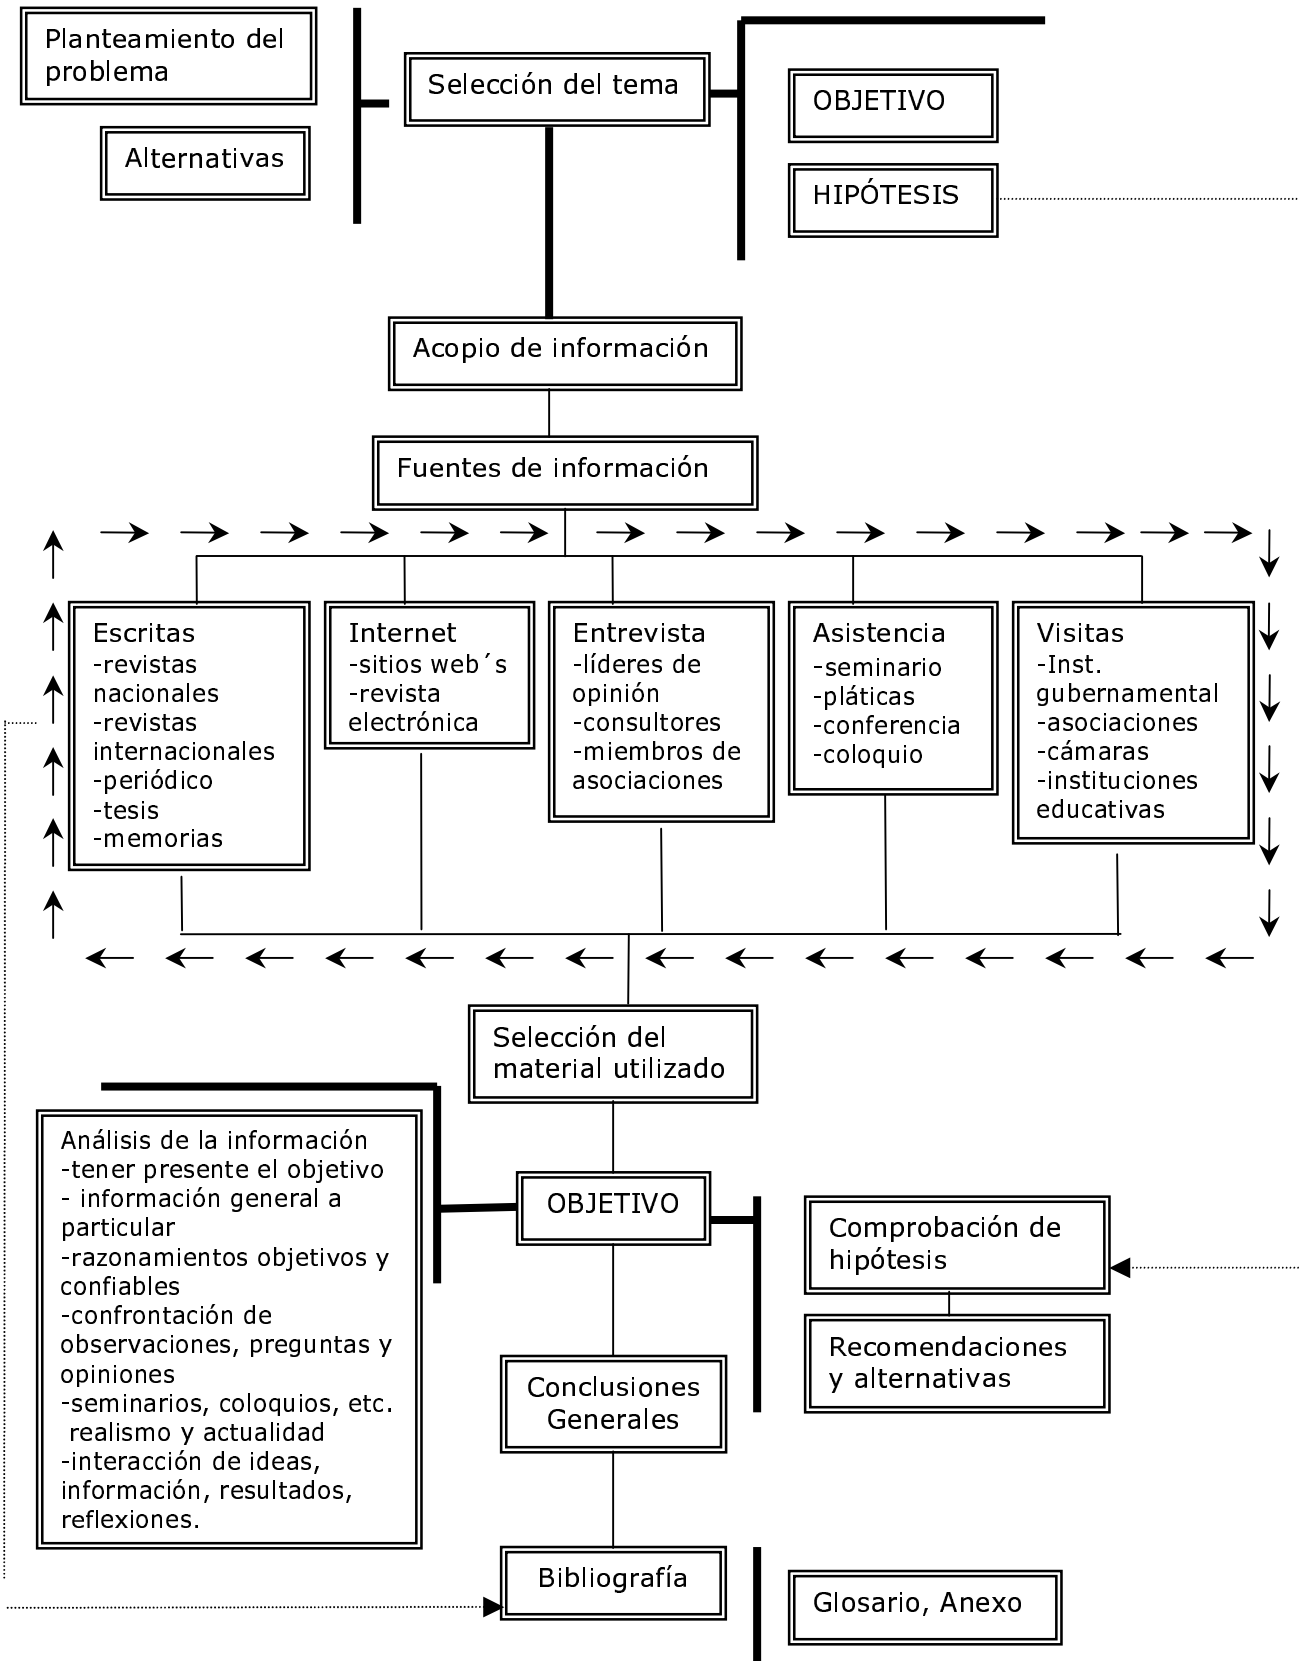 Planteamiento del
problema
Alternativas
Selección del tema
OBJETIVO
HIPÓTESIS
Acopio de información
Fuentes de información
Escritas
-revistas
nacionales
-revistas
internacionales
-periódico
-tesis
-memorias
Internet
-sitios web´s
-revista
electrónica
Entrevista
-líderes de
opinión
-consultores
-miembros de
asociaciones
Asistencia
-seminario
-pláticas
-conferencia
-coloquio
Visitas
-Inst.
gubernamental
-asociaciones
-cámaras
-instituciones
educativas
Selección del
material utilizado
Análisis de la información
-tener presente el objetivo
- información general a
particular
-razonamientos objetivos y
confiables
-confrontación de
observaciones, preguntas y
opiniones
-seminarios, coloquios, etc.
realismo y actualidad
-interacción de ideas,
información, resultados,
reflexiones.
OBJETIVO
Comprobación de
hipótesis
Recomendaciones
y alternativas
Conclusiones
Generales
Bibliografía
Glosario, Anexo